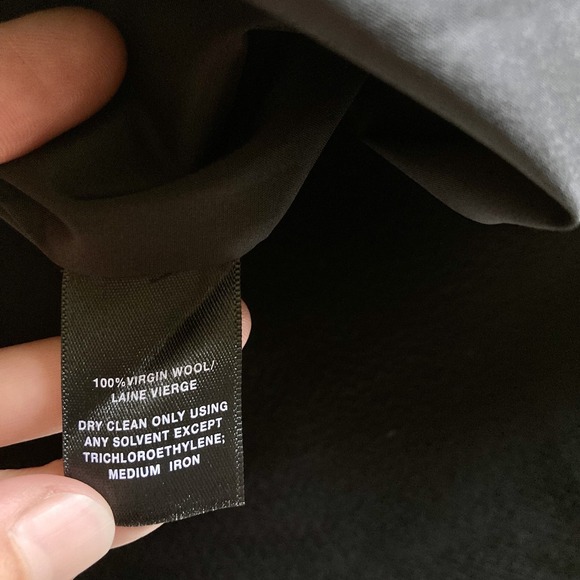 100%VIRGIN WOOL/
LAINE VIERGE
DRY CLEAN ONLY USING
ANY SOLVENT EXCEPT
TRICHLOROETHYLENE;
MEDIUM IRON